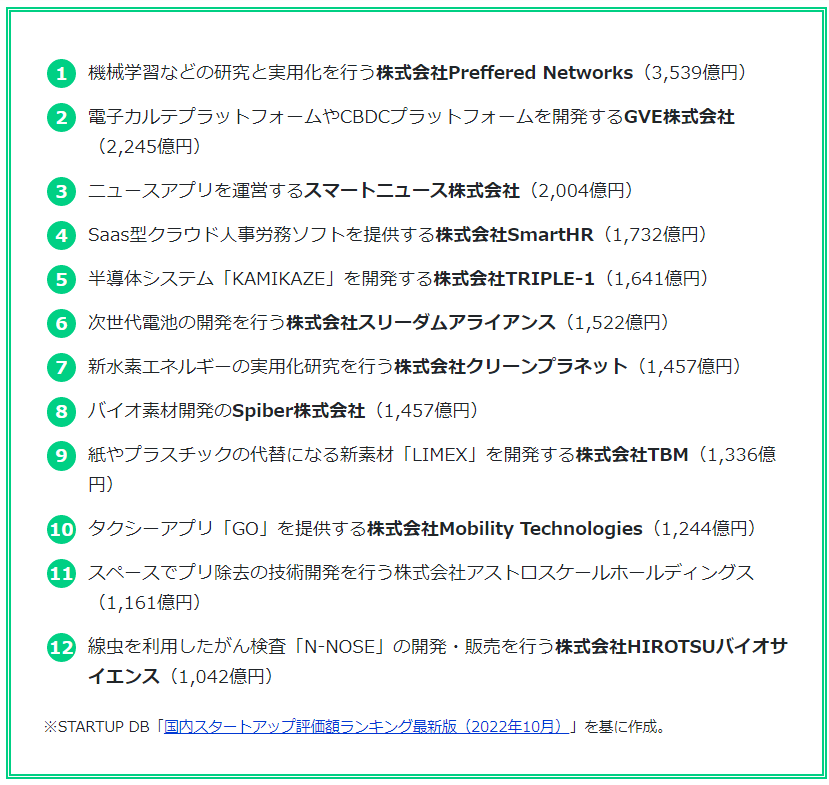 1 機械学習などの研究と実用化を行う株式会社Preffered Networks（3,539億円）
2 電子カルテプラットフォームやCBDCプラットフォームを開発するGVE株式会社
（2,245億円）
3 ニュースアプリを運営するスマートニュース株式会社（2,004億円）
4 Saas型クラウド人事労務ソフトを提供する株式会社SmartHR（1,732億円）
5 半導体システム「KAMIKAZE」を開発する株式会社TRIPLE-1（1,641億円）
6 次世代電池の開発を行う株式会社スリーダムアライアンス（1,522億円）
7 新水素エネルギーの実用化研究を行う株式会社クリーンプラネット（1,457億円）
8 バイオ素材開発のSpiber株式会社（1,457億円）
9 紙やプラスチックの代替になる新素材「LIMEX」を開発する株式会社TBM（1,336億
円）
10 タクシーアプリ「GO」を提供する株式会社Mobility Technologies（1,244億円）
11 スペースでプリ除去の技術開発を行う株式会社アストロスケールホールディングス
（1,161億円）
12 線虫を利用したがん検査「N-NOSE」の開発・販売を行う株式会社HIROTSUバイオサ
イエンス（1,042億円）
※STARTUP DB「国内スタートアップ評価額ランキング最新版（2022年10月）」を基に作成。